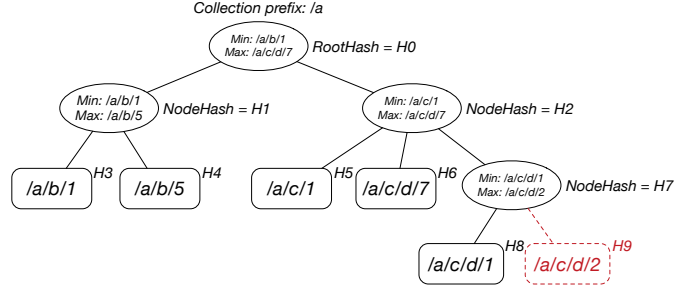 Collection prefix: /a
Min: /a/b/1
Max: /a/c/d/7
RootHash = H0
Min: /a/b/1
Max: /a/b/5
NodeHash = H1
Min: /a/c/1
Max: /a/c/d/7
NodeHash = H2
/a/b/1
H3
/a/b/5
H4
/a/c/1
H5
/a/c/d/7
H6
Min: /a/c/d/1
Max: /a/c/d/2
NodeHash = H7
/a/c/d/1
H8
/a/c/d/2
H9